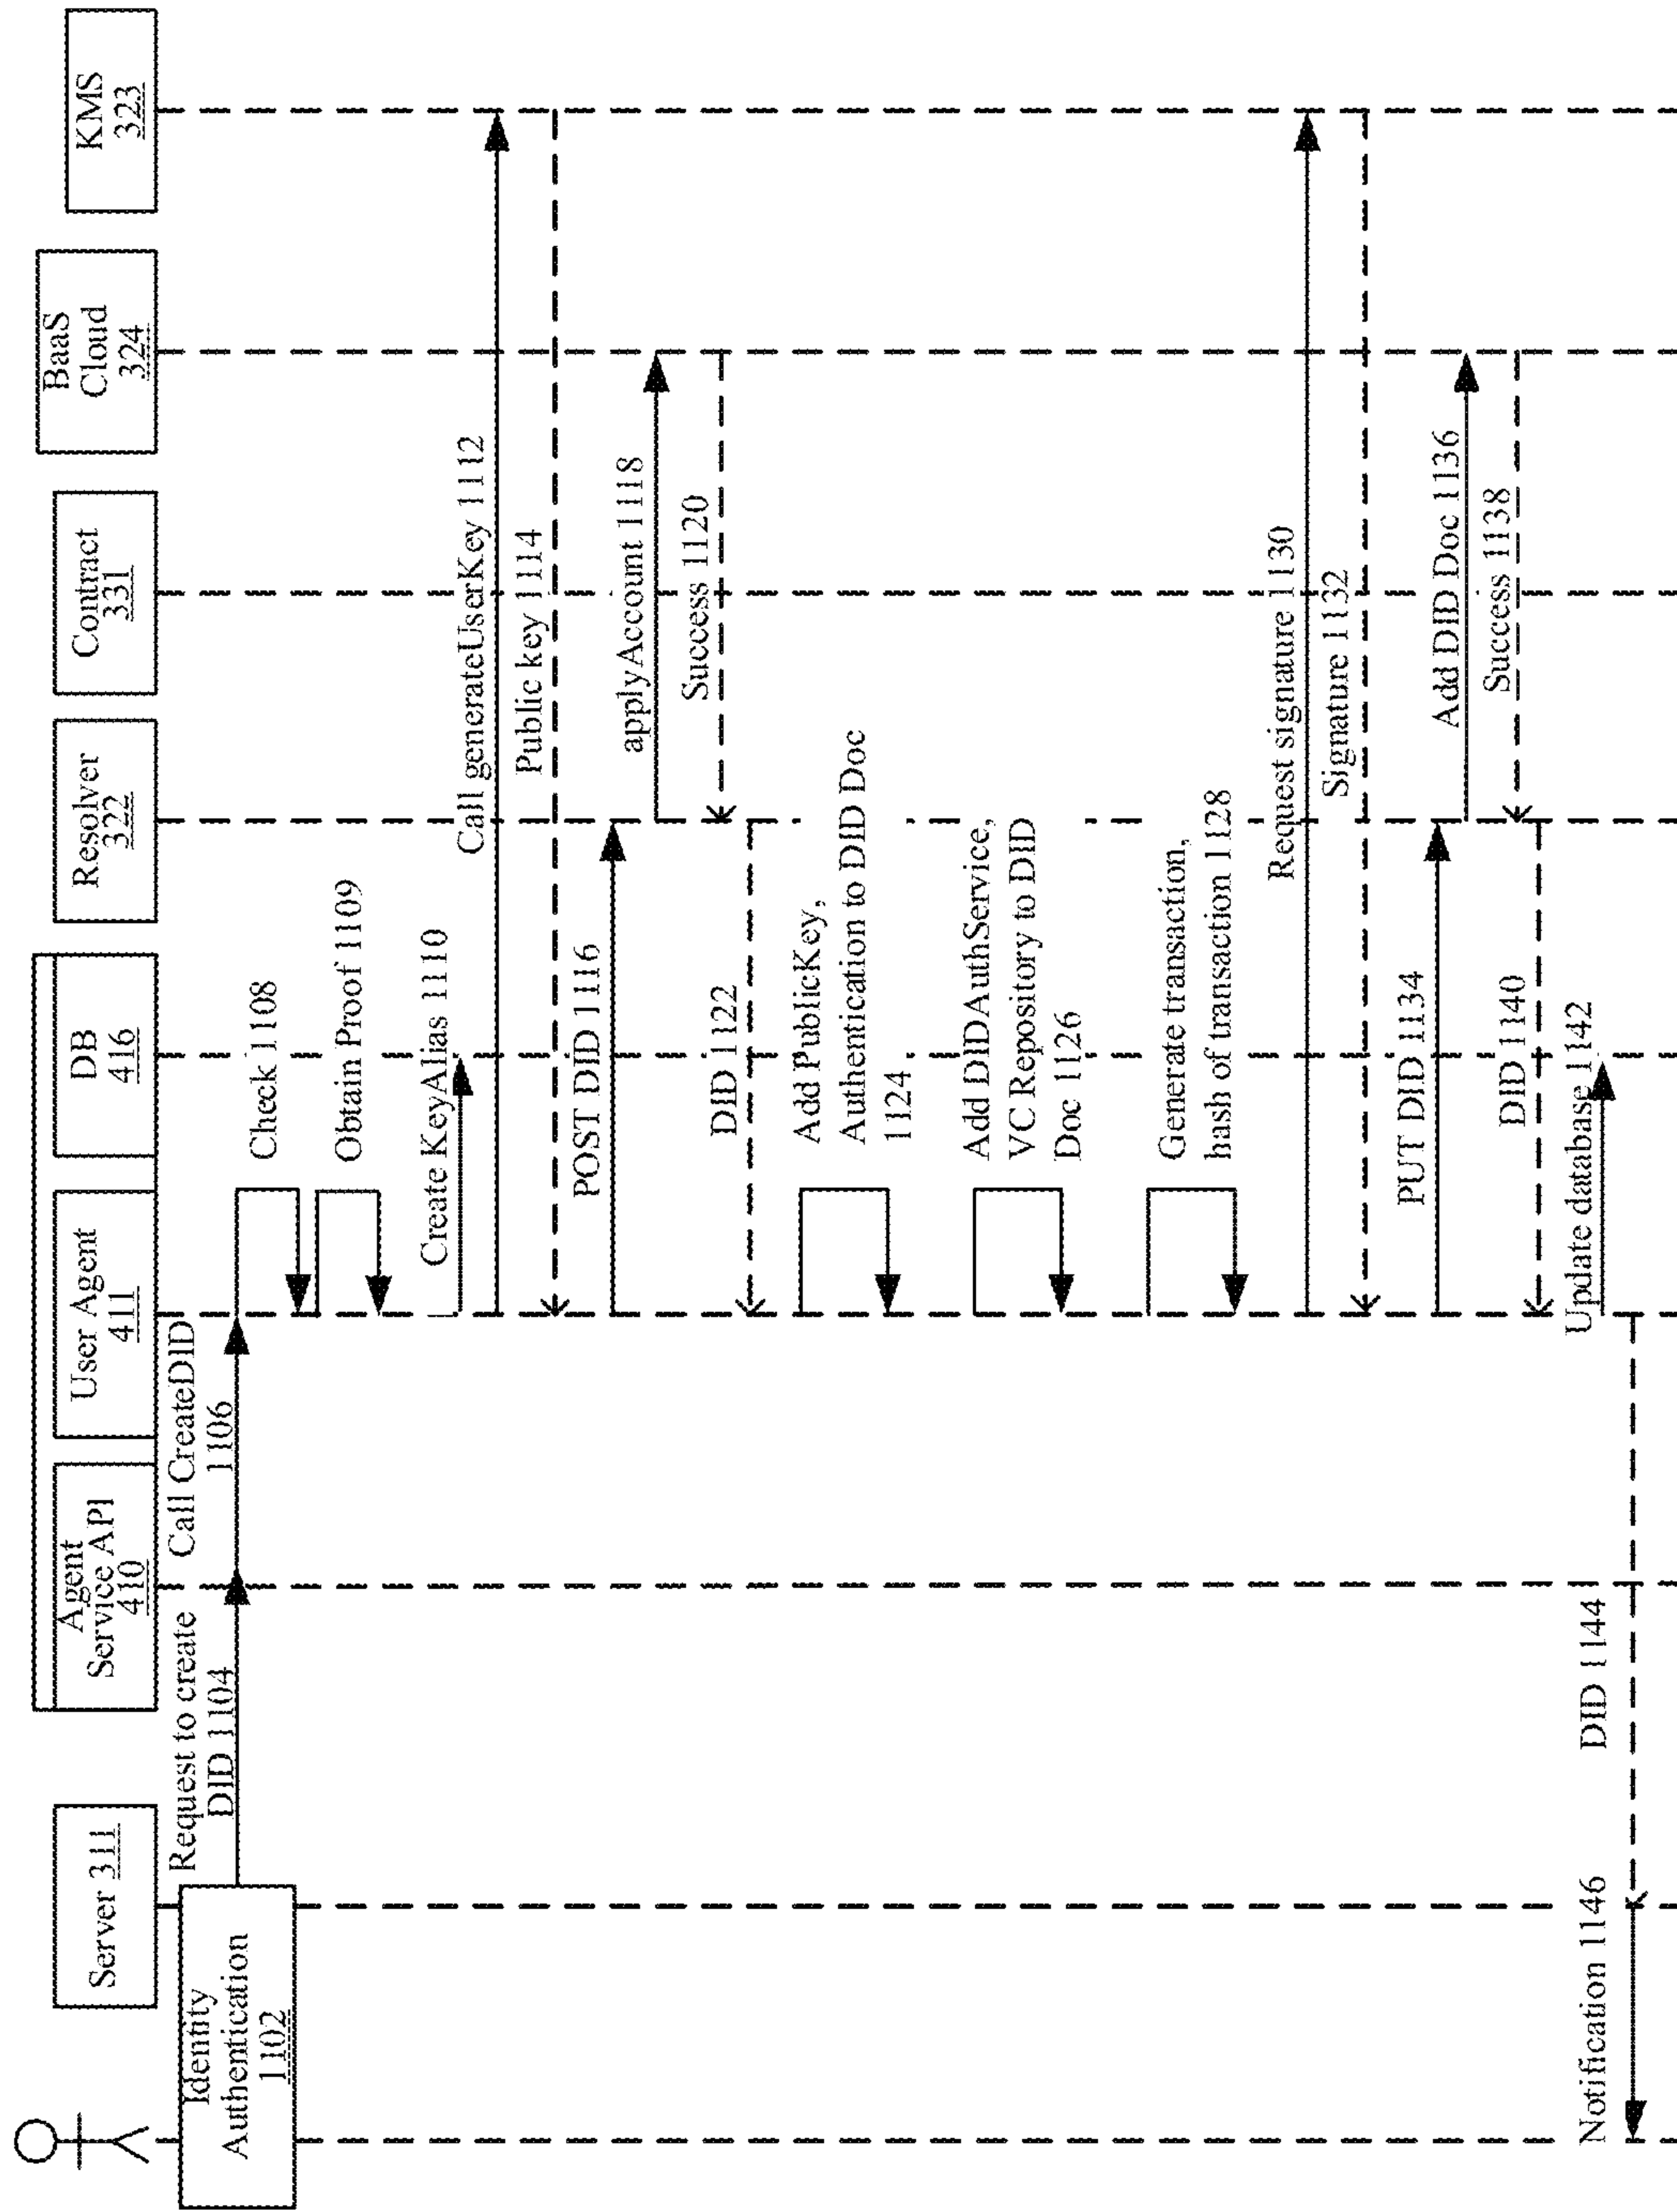 Server 311
Agent
Service API
410
User Agent
411
DB
416
Resolver
322
Contract
331
BaaS
Cloud
324
KMS
323
Identity
Authentication
1102
Request to create
DID 1104
Call CreateDID
1106
Check 1108
Obtain Proof 1109
Create KeyAlias 1110
Call generateUserKey 1112
Public key 1114
POST DID 1116
applyAccount 1118
Success 1120
DID 1122
Add PublicKey,
Authentication to DID Doc
1124
Add DIDAuthService,
VC Repository to DID
Doc 1126
Generate transaction,
hash of transaction 1128
Request signature 1130
Signature 1132
PUT DID 1134
Add DID Doc 1136
Success 1138
DID 1140
Update database 1142
DID 1144
Notification 1146